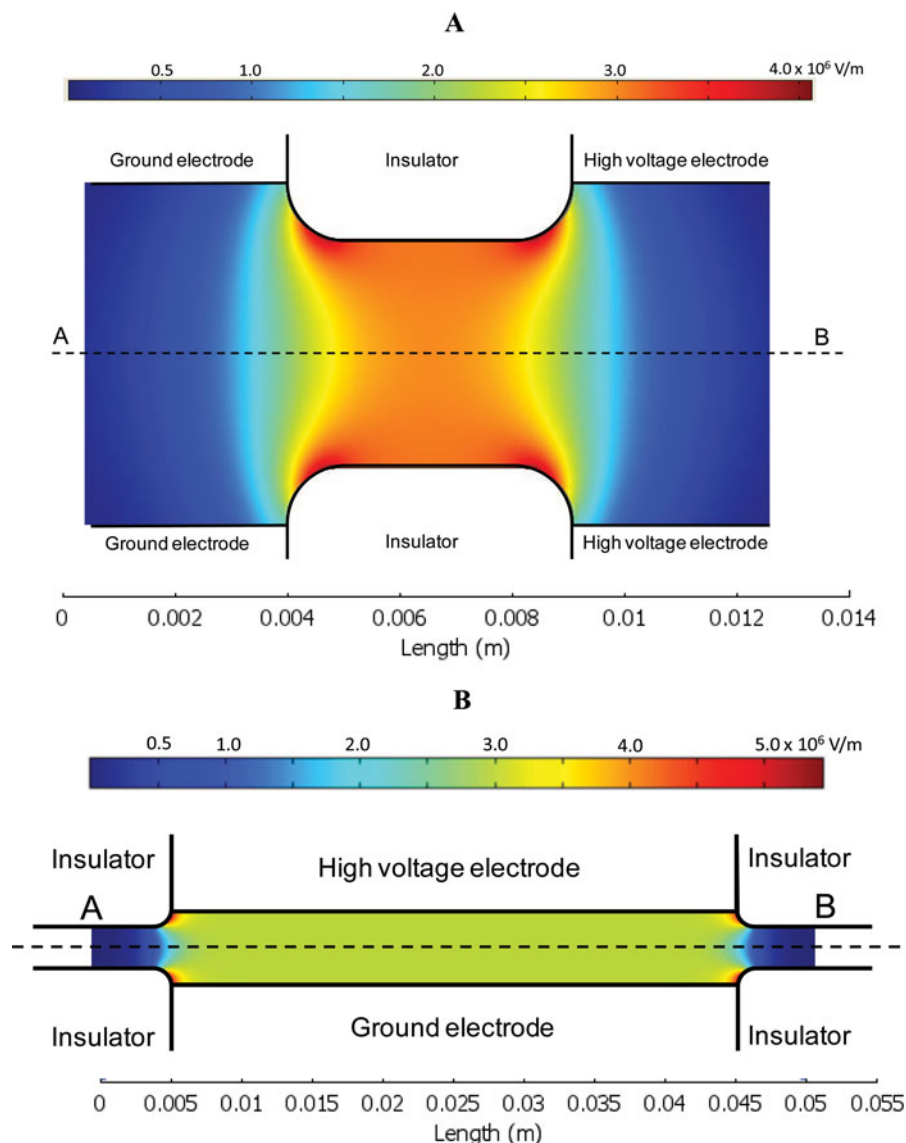 A
0.5 1.0 2.0 3.0 4.0 x 10⁶ V/m
Ground electrode Insulator High voltage electrode
A B
Ground electrode Insulator High voltage electrode
0 0.002 0.004 0.006 0.008 0.01 0.012 0.014
Length (m)
B
0.5 1.0 2.0 3.0 4.0 5.0 x 10⁶ V/m
Insulator High voltage electrode Insulator
A B
Insulator Ground electrode Insulator
0 0.005 0.01 0.015 0.02 0.025 0.03 0.035 0.04 0.045 0.05 0.055
Length (m)